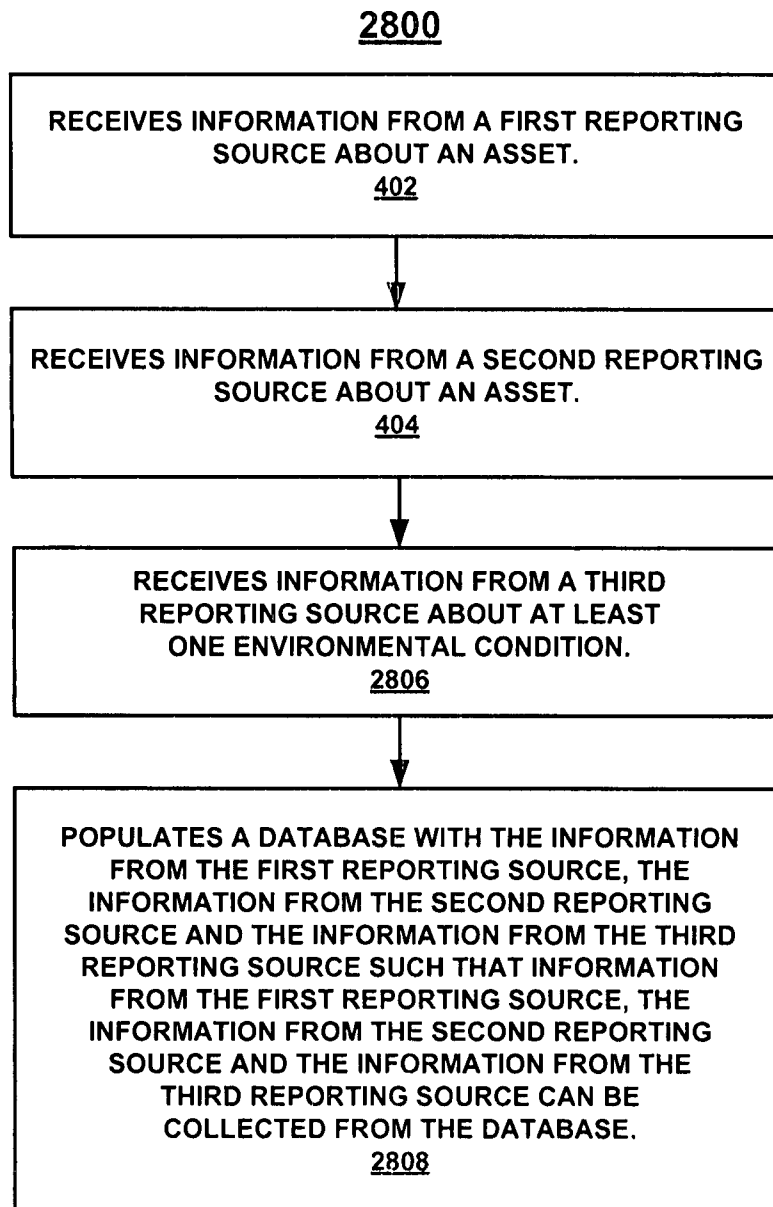 2800
RECEIVES INFORMATION FROM A FIRST REPORTING
SOURCE ABOUT AN ASSET.
402
RECEIVES INFORMATION FROM A SECOND REPORTING
SOURCE ABOUT AN ASSET.
404
RECEIVES INFORMATION FROM A THIRD
REPORTING SOURCE ABOUT AT LEAST
ONE ENVIRONMENTAL CONDITION.
2806
POPULATES A DATABASE WITH THE INFORMATION
FROM THE FIRST REPORTING SOURCE, THE
INFORMATION FROM THE SECOND REPORTING
SOURCE AND THE INFORMATION FROM THE THIRD
REPORTING SOURCE SUCH THAT INFORMATION
FROM THE FIRST REPORTING SOURCE, THE
INFORMATION FROM THE SECOND REPORTING
SOURCE AND THE INFORMATION FROM THE
THIRD REPORTING SOURCE CAN BE
COLLECTED FROM THE DATABASE.
2808